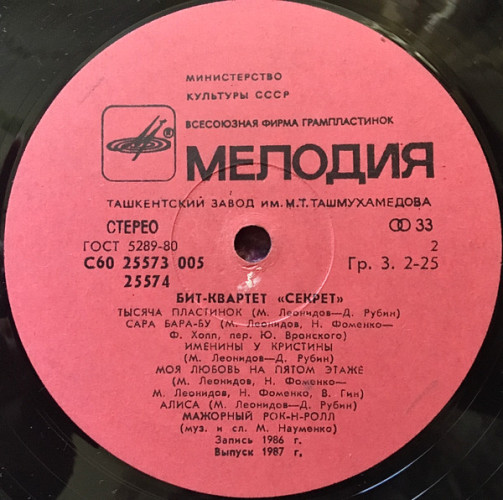 МИНИСТЕРСТВО
КУЛЬТУРЫ СССР
ВСЕСОЮЗНАЯ ФИРМА ГРАМПЛАСТИНОК
® МЕЛОДИЯ
ТАШКЕНТСКИЙ ЗАВОД ИМ. М.Т. ТАШМУХАМЕДОВА
СТЕРЕО 33
ГОСТ 5289-80 2
С60 25573 005 Гр. 3. 2-25
25574
БИТ-КВАРТЕТ «СЕКРЕТ»
ТЫСЯЧА ПЛАСТИНОК (М. Леонидов—Д. Рубин)
САРА БАРА-БУ (М. Леонидов, Н. Фоменко—
Ф. Холл, пер. Ю. Вронского)
ИМЕНИНЫ У КРИСТИНЫ
(М. Леонидов—Д. Рубин)
МОЯ ЛЮБОВЬ НА ПЯТОМ ЭТАЖЕ
(М. Леонидов, Н. Фоменко—
М. Леонидов, Н. Фоменко, В. Гин)
АЛИСА (М. Леонидов—Д. Рубин)
МАЖОРНЫЙ РОК-Н-РОЛЛ
(муз. и сл. М. Науменко)
Запись 1986 г.
Выпуск 1987 г.